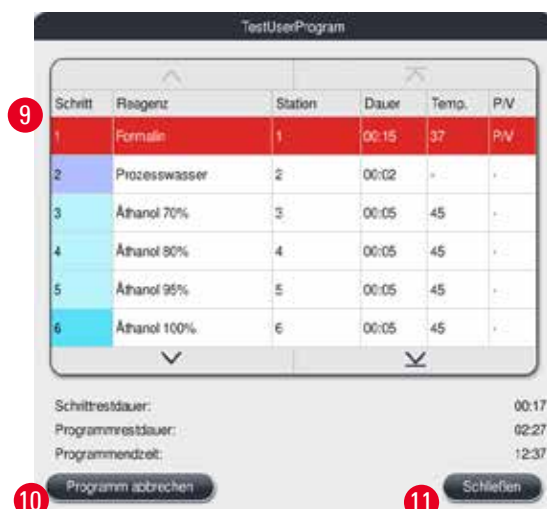 TestUserProgram
Schritt Reagenz Station Dauer Temp. P/V
9
1 Formalin 1 00:15 37 P/V
2 Prozesswasser 2 00:02 - -
3 Äthanol 70% 3 00:05 45 -
4 Äthanol 80% 4 00:05 45 -
5 Äthanol 95% 5 00:05 45 -
6 Äthanol 100% 6 00:05 45 -
Schrittrestdauer: 00:17
Programmrestdauer: 02:27
Programmendzeit: 12:37
10 Programm abbrechen 11 Schließen